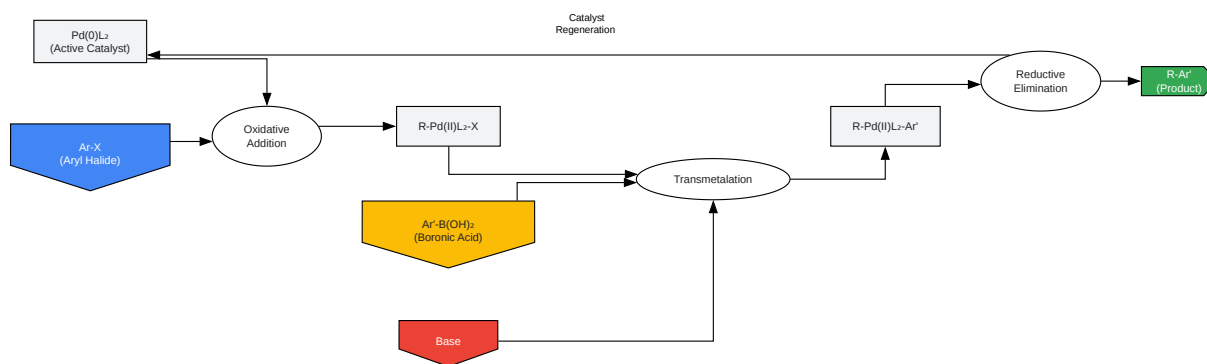 Catalyst
Regeneration
Pd(0)L₂
(Active Catalyst)
Reductive
Elimination
R-Ar'
(Product)
Oxidative
Addition
R-Pd(II)L₂-X
R-Pd(II)L₂-Ar'
Ar-X
(Aryl Halide)
Transmetalation
Ar'-B(OH)₂
(Boronic Acid)
Base